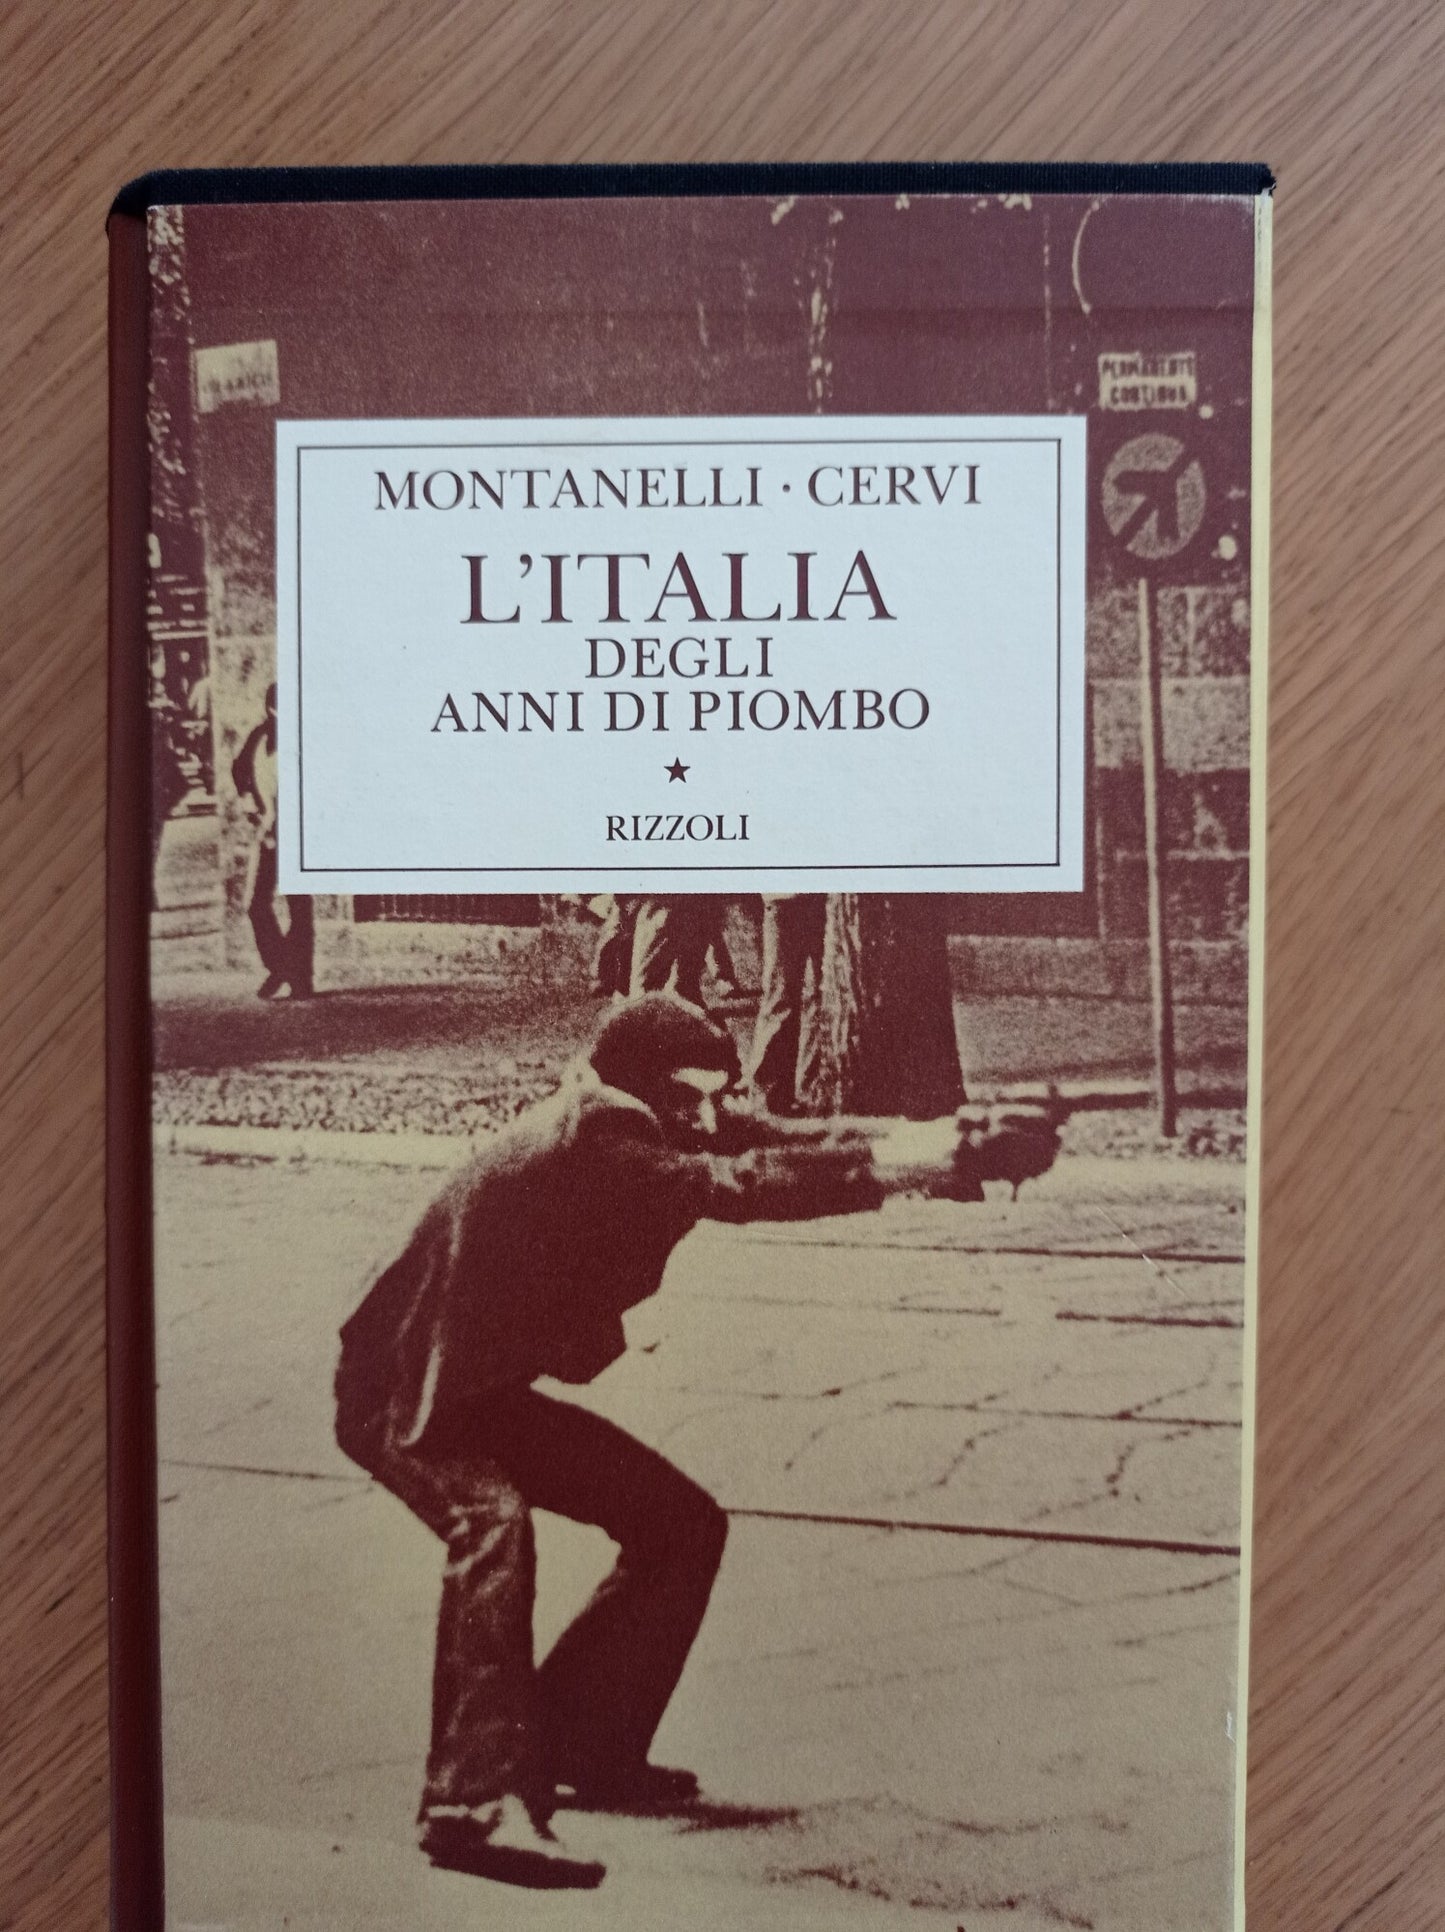 PERMANENTE
CONTINUA
MONTANELLI · CERVI
L'ITALIA
DEGLI
ANNI DI PIOMBO
★
RIZZOLI